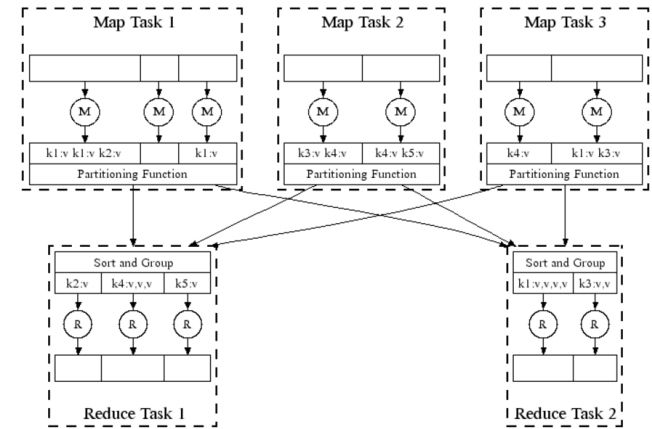 Map Task 1
Map Task 2
Map Task 3
M
M
M
M
M
M
M
k1:v k1:v k2:v
k1:v
k3:v k4:v
k4:v k5:v
k4:v
k1:v k3:v
Partitioning Function
Partitioning Function
Partitioning Function
Sort and Group
Sort and Group
k2:v
k4:v,v,v
k5:v
k1:v,v,v,v
k3:v,v
R
R
R
R
R
Reduce Task 1
Reduce Task 2